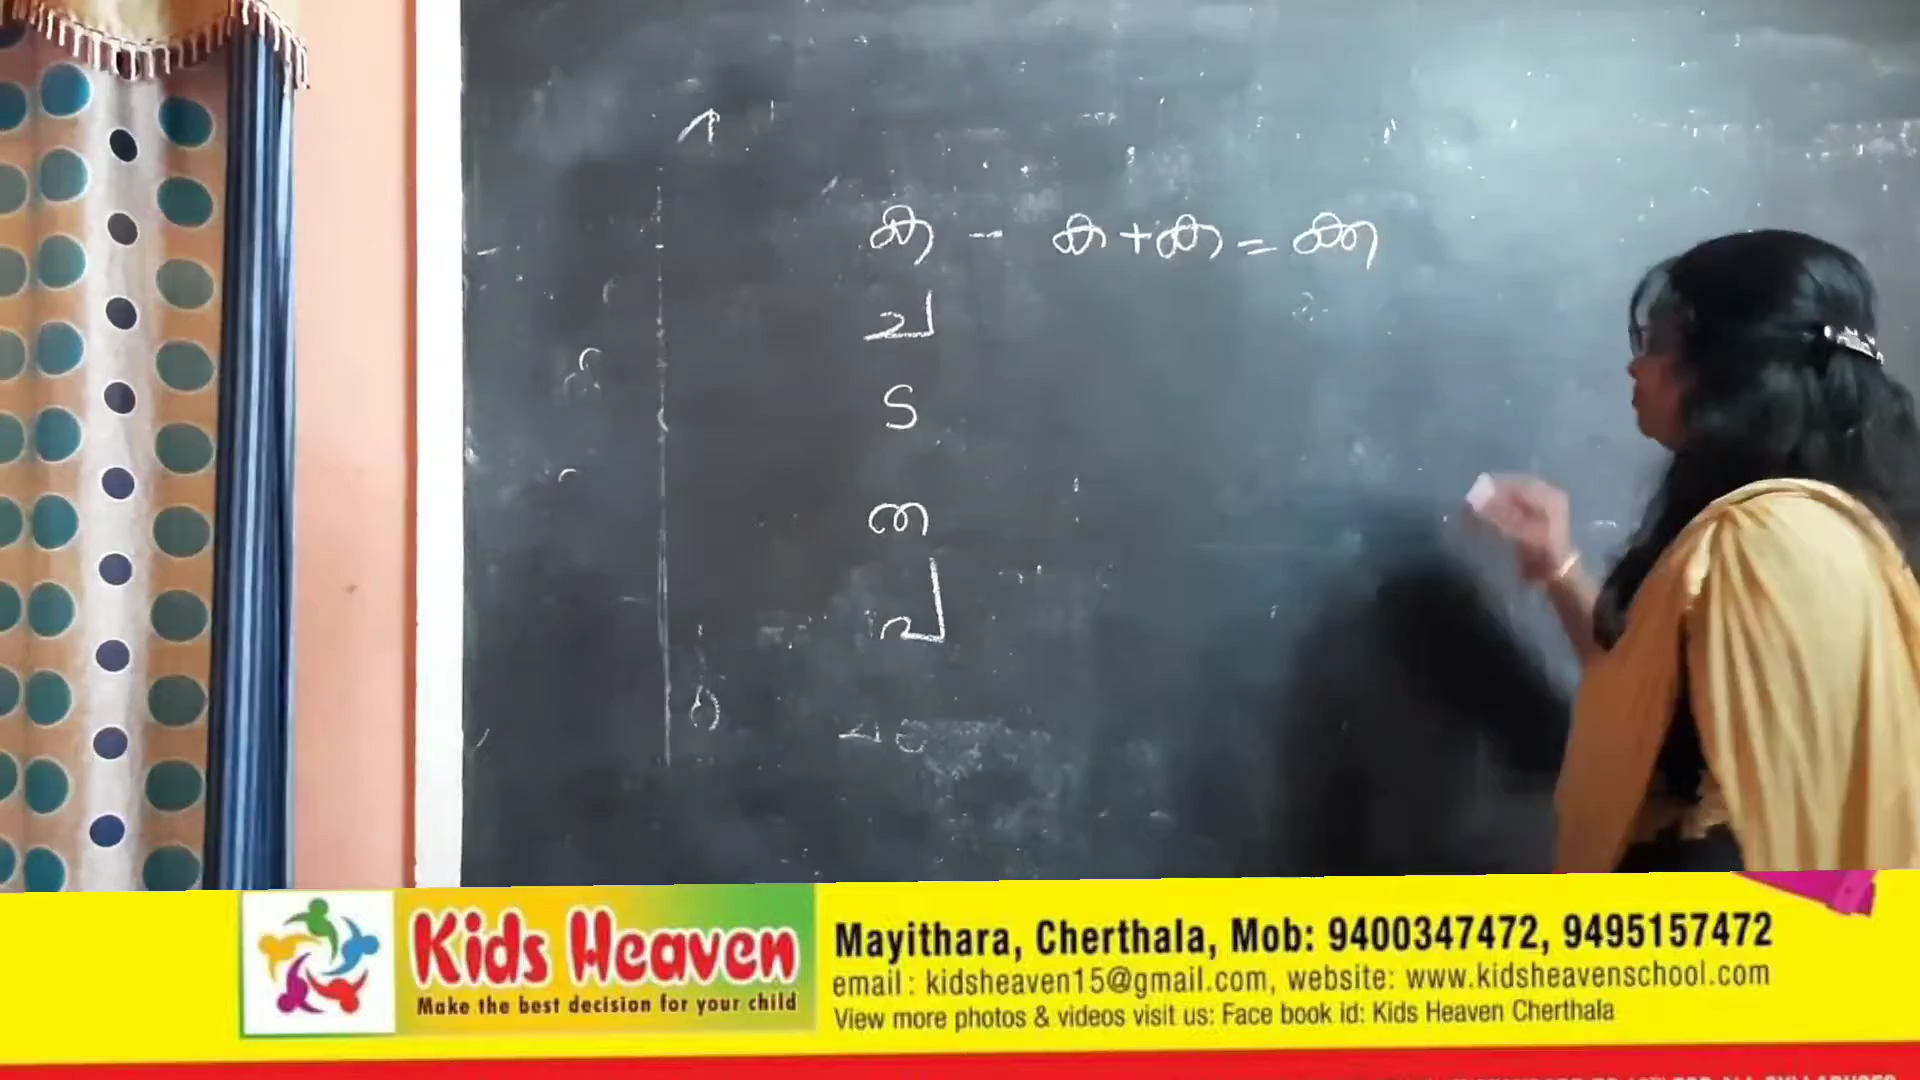 ക - ക + ക = ക്ക
ച
ട
ത
പ
Kids Heaven
Make the best decision for your child
Mayithara, Cherthala, Mob: 9400347472, 9495157472
email : kidsheaven15@gmail.com, website: www.kidsheavenschool.com
View more photos & videos visit us: Face book id: Kids Heaven Cherthala